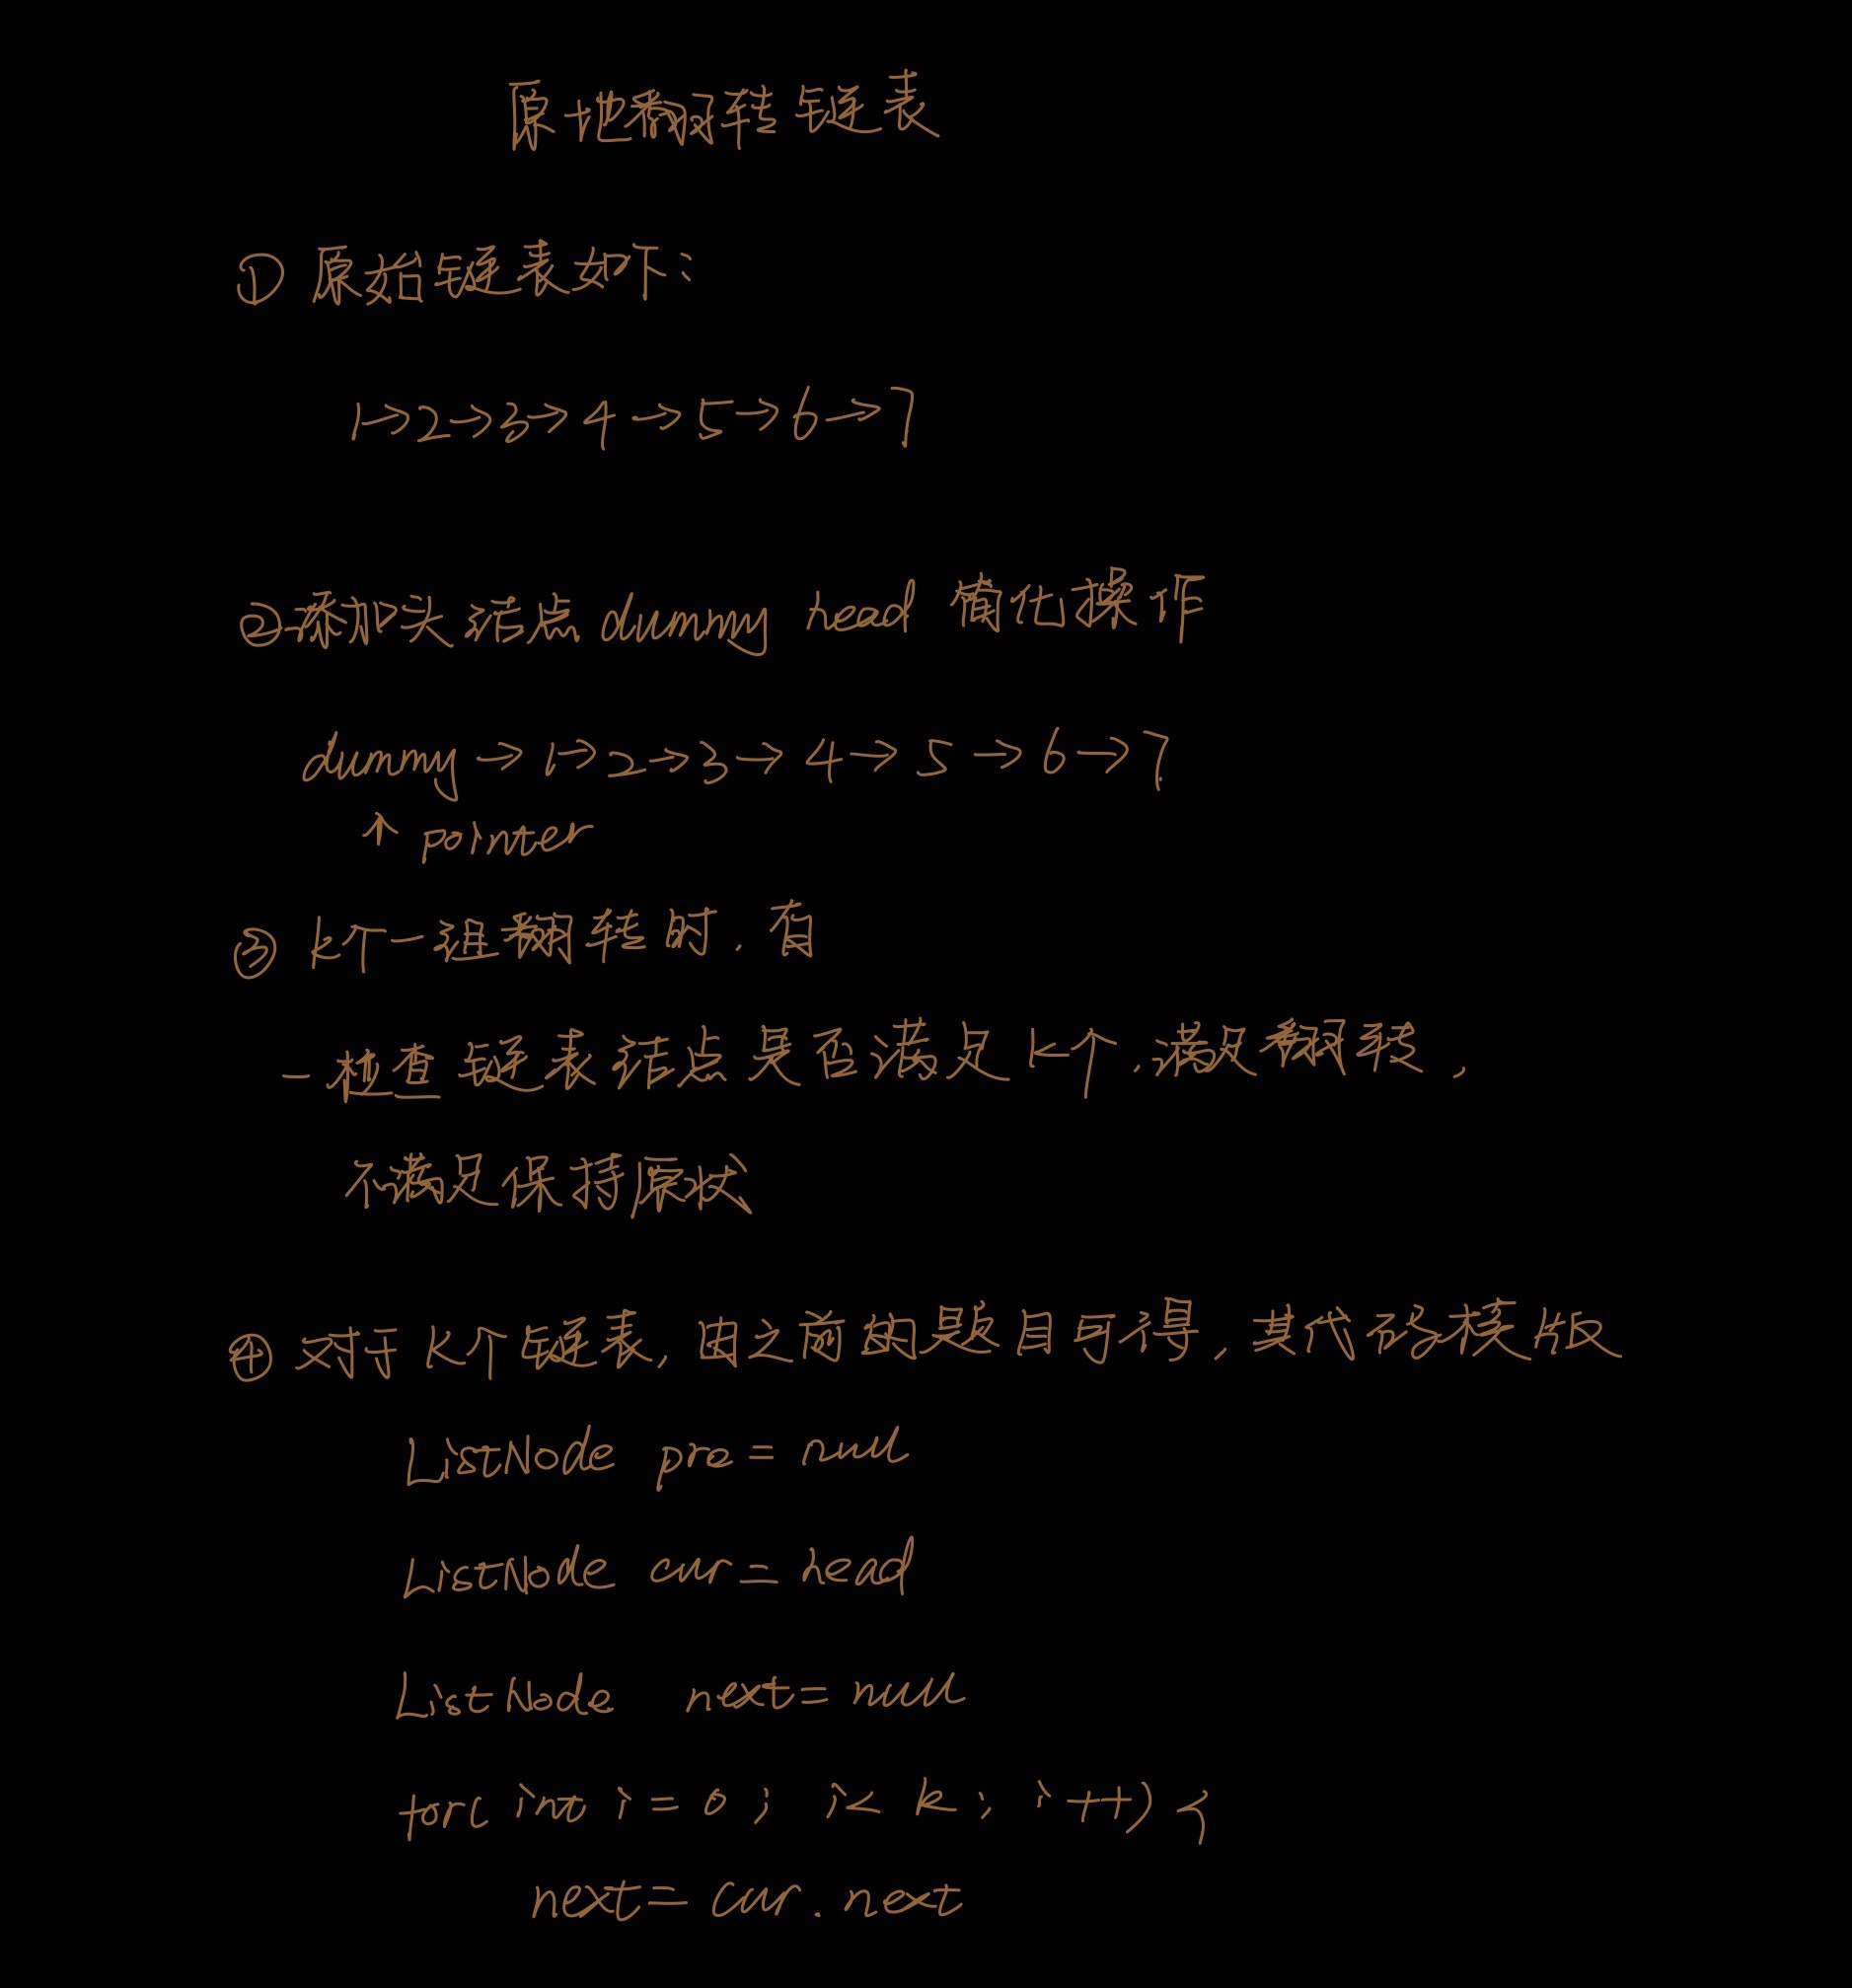 原地翻转链表
① 原始链表如下:
1→2→3→4→5→6→7
②添加头结点 dummy head 简化操作
dummy→1→2→3→4→5→6→7
↑ pointer
③ k个一组翻转时,有
- 检查链表结点是否满足k个,满足翻转,
不满足保持原状
④ 对于K个链表,由之前的题目可得,其代码模版
ListNode pre = null
ListNode cur = head
ListNode next = null
for( int i = 0 ; i < k ; i ++) {
next = cur. next